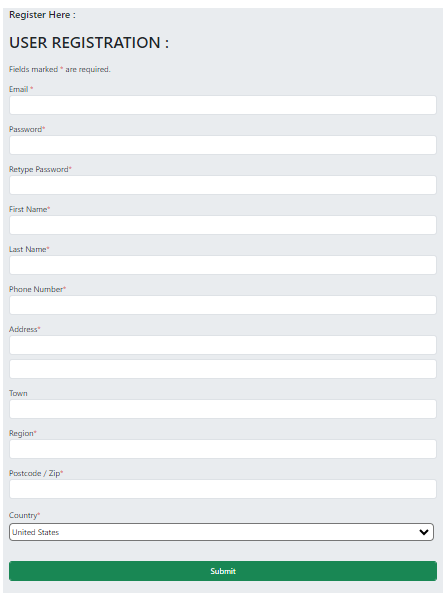 Register Here :
USER REGISTRATION :
Fields marked * are required.
Email *
Password*
Retype Password*
First Name*
Last Name*
Phone Number*
Address*
Town
Region*
Postcode / Zip*
Country*
United States
Submit